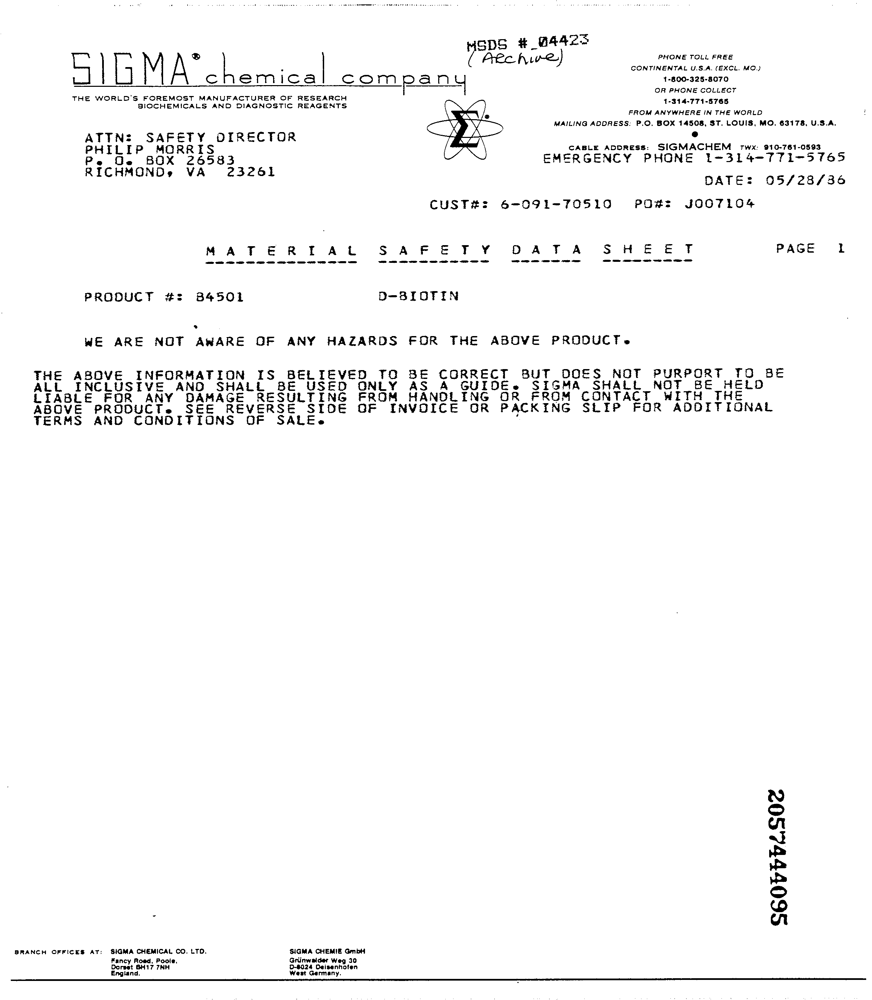 MSDS #_04423
(Archive)
SIGMA® chemical company
THE WORLD'S FOREMOST MANUFACTURER OF RESEARCH
BIOCHEMICALS AND DIAGNOSTIC REAGENTS
PHONE TOLL FREE
CONTINENTAL U.S.A. (EXCL. MO.)
1-800-325-8070
OR PHONE COLLECT
1-314-771-5765
FROM ANYWHERE IN THE WORLD
MAILING ADDRESS: P.O. BOX 14508, ST. LOUIS, MO. 63178, U.S.A.
CABLE ADDRESS: SIGMACHEM TWX: 910-761-0593
EMERGENCY PHONE 1-314-771-5765
Σ
ATTN: SAFETY DIRECTOR
PHILIP MORRIS
P. O. BOX 26583
RICHMOND, VA 23261
DATE: 05/28/86
CUST#: 6-091-70510 PO#: J007104
MATERIAL SAFETY DATA SHEET PAGE 1
PRODUCT #: B4501 D-BIOTIN
WE ARE NOT AWARE OF ANY HAZARDS FOR THE ABOVE PRODUCT.
THE ABOVE INFORMATION IS BELIEVED TO BE CORRECT BUT DOES NOT PURPORT TO BE
ALL INCLUSIVE AND SHALL BE USED ONLY AS A GUIDE. SIGMA SHALL NOT BE HELD
LIABLE FOR ANY DAMAGE RESULTING FROM HANDLING OR FROM CONTACT WITH THE
ABOVE PRODUCT. SEE REVERSE SIDE OF INVOICE OR PACKING SLIP FOR ADDITIONAL
TERMS AND CONDITIONS OF SALE.
2057444095
BRANCH OFFICES AT: SIGMA CHEMICAL CO. LTD.
Fancy Road, Poole,
Dorset BH17 7NH
England.
SIGMA CHEMIE GmbH
Grünwalder Weg 30
D-8024 Deisenhofen
West Germany.